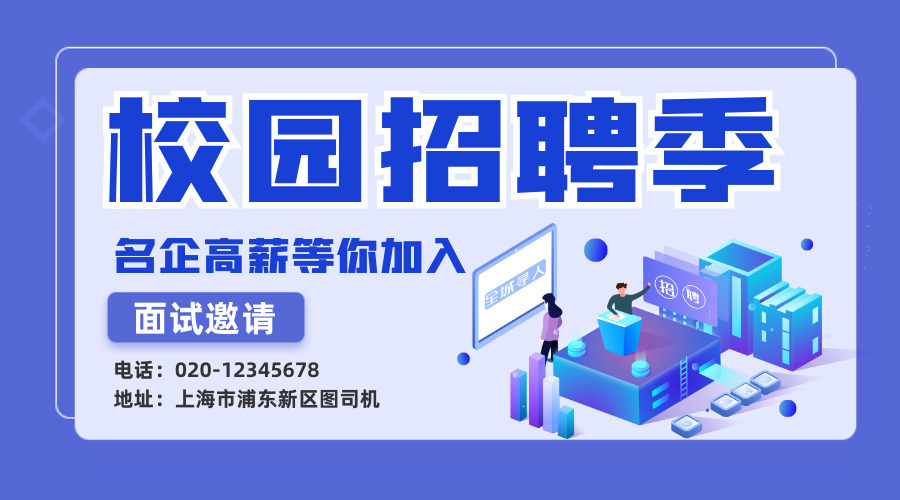 校园招聘季
名企高薪等你加入
全城寻人
招聘
面试邀请
电话：020-12345678
地址：上海市浦东新区图司机